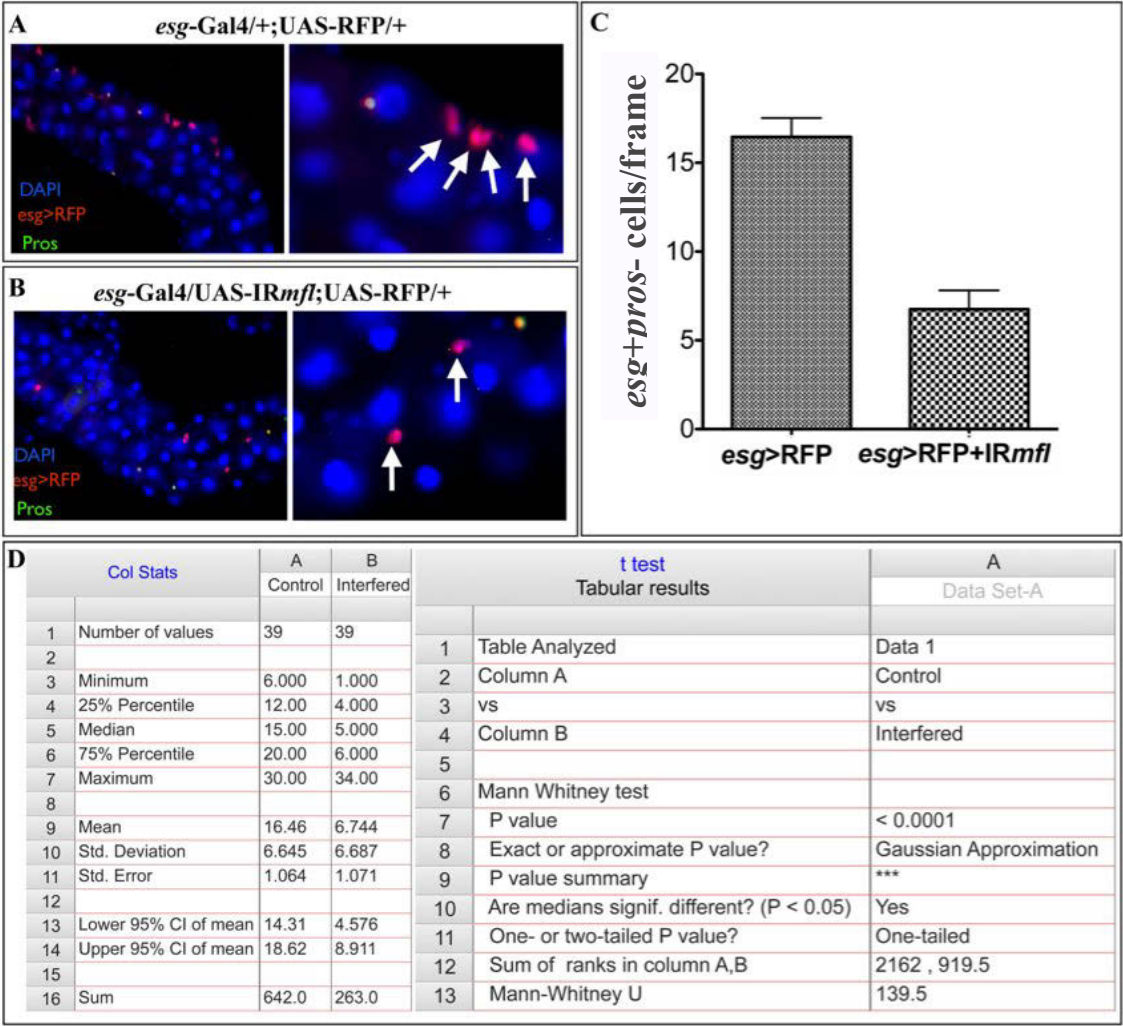 A
esg-Gal4/+;UAS-RFP/+
DAPI
esg>RFP
Pros
B
esg-Gal4/UAS-IRmfl;UAS-RFP/+
DAPI
esg>RFP
Pros
C
esg+pros- cells/frame
20
15
10
5
0
esg>RFP esg>RFP+IRmfl
D
Col Stats A B
Control Interfered
1 Number of values 39 39
2
3 Minimum 6.000 1.000
4 25% Percentile 12.00 4.000
5 Median 15.00 5.000
6 75% Percentile 20.00 6.000
7 Maximum 30.00 34.00
8
9 Mean 16.46 6.744
10 Std. Deviation 6.645 6.687
11 Std. Error 1.064 1.071
12
13 Lower 95% CI of mean 14.31 4.576
14 Upper 95% CI of mean 18.62 8.911
15
16 Sum 642.0 263.0
t test A
Tabular results Data Set-A
1 Table Analyzed Data 1
2 Column A Control
3 vs vs
4 Column B Interfered
5
6 Mann Whitney test
7 P value < 0.0001
8 Exact or approximate P value? Gaussian Approximation
9 P value summary ***
10 Are medians signif. different? (P < 0.05) Yes
11 One- or two-tailed P value? One-tailed
12 Sum of ranks in column A,B 2162 , 919.5
13 Mann-Whitney U 139.5